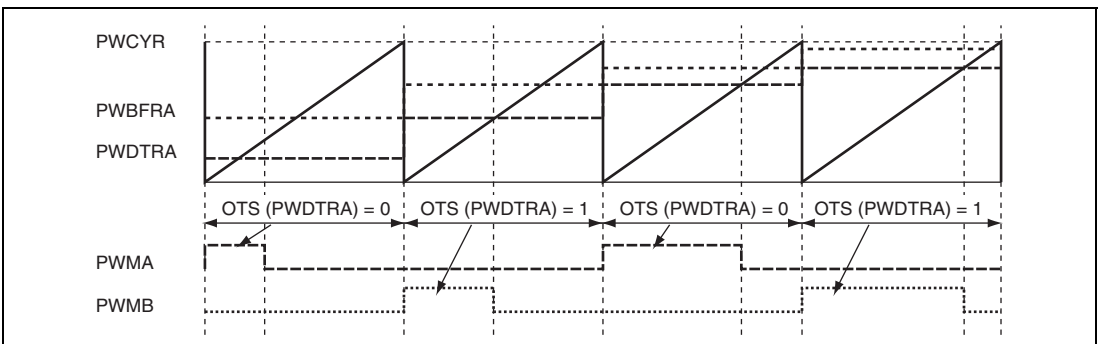 PWCYR
PWBFRA
PWDTRA
OTS (PWDTRA) = 0 OTS (PWDTRA) = 1 OTS (PWDTRA) = 0 OTS (PWDTRA) = 1
PWMA
PWMB